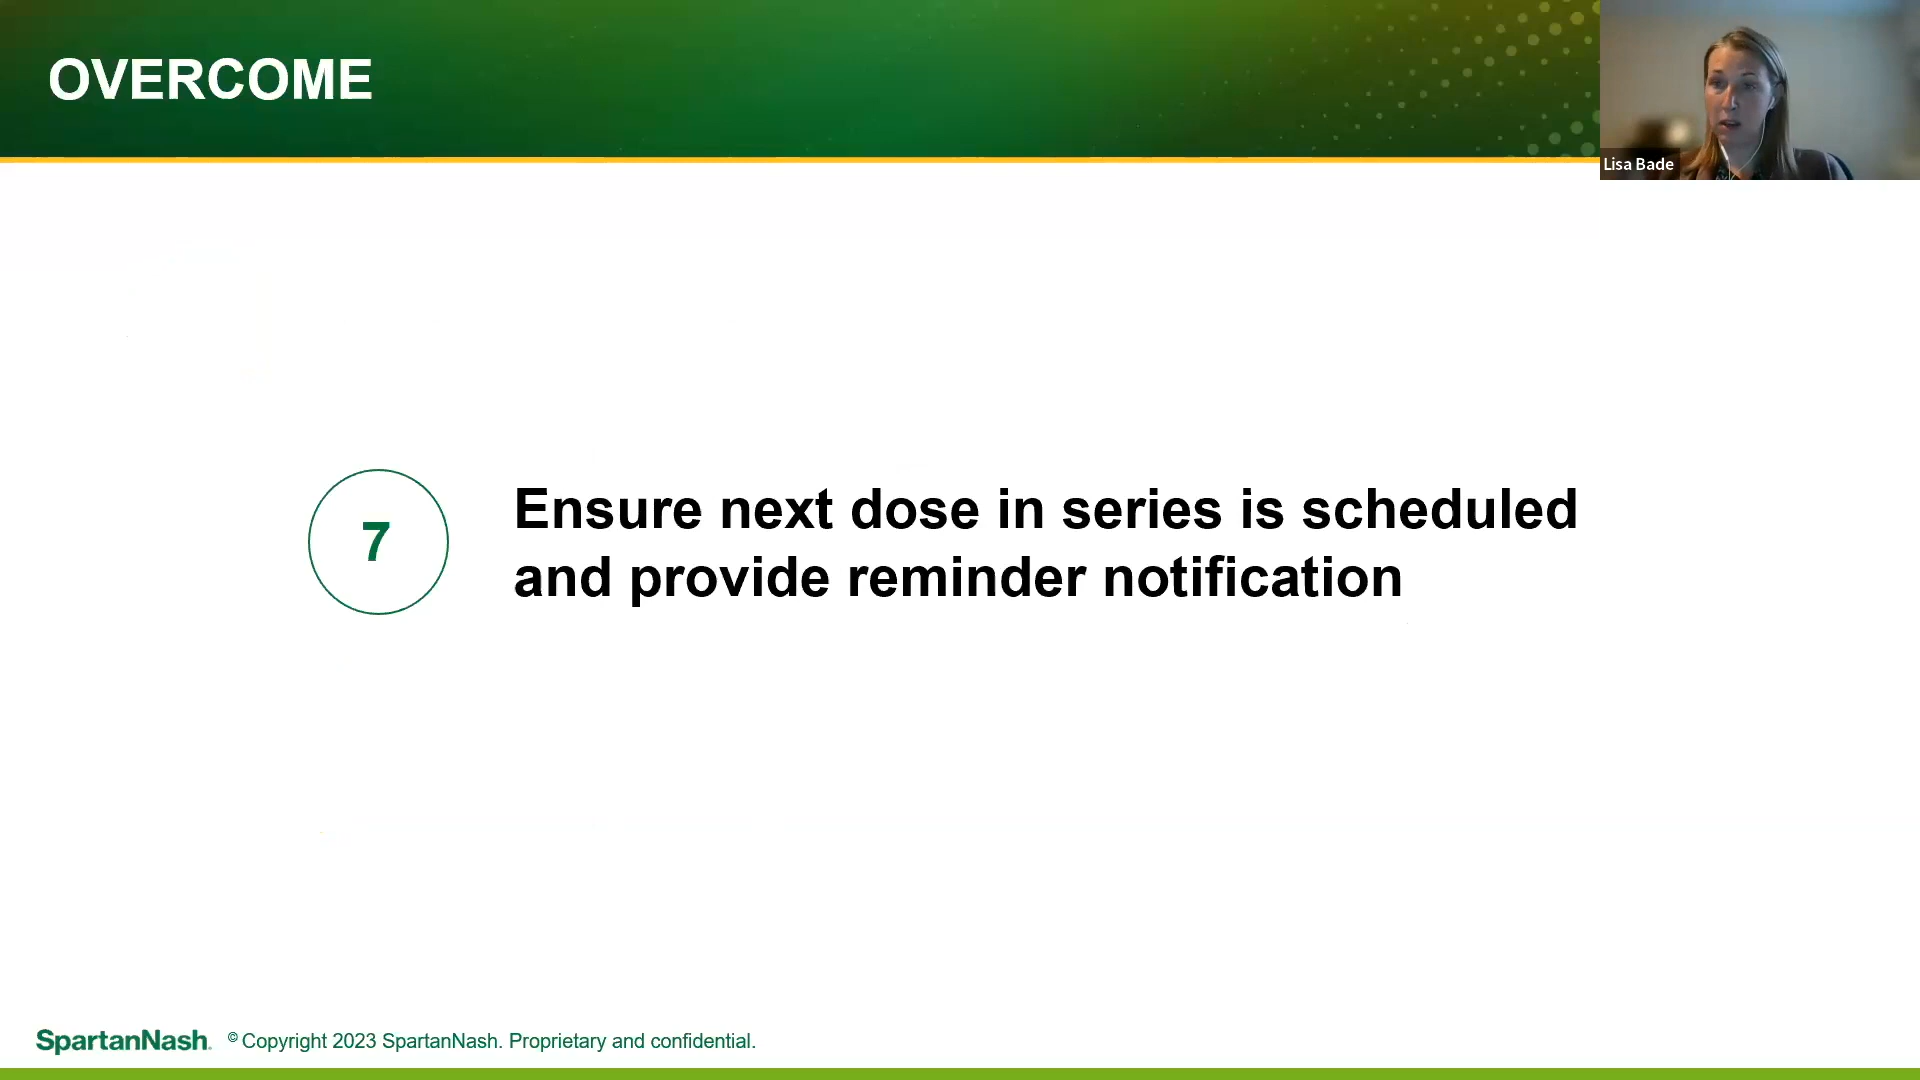 OVERCOME
Lisa Bade
7
Ensure next dose in series is scheduled
and provide reminder notification
SpartanNash.
© Copyright 2023 SpartanNash. Proprietary and confidential.